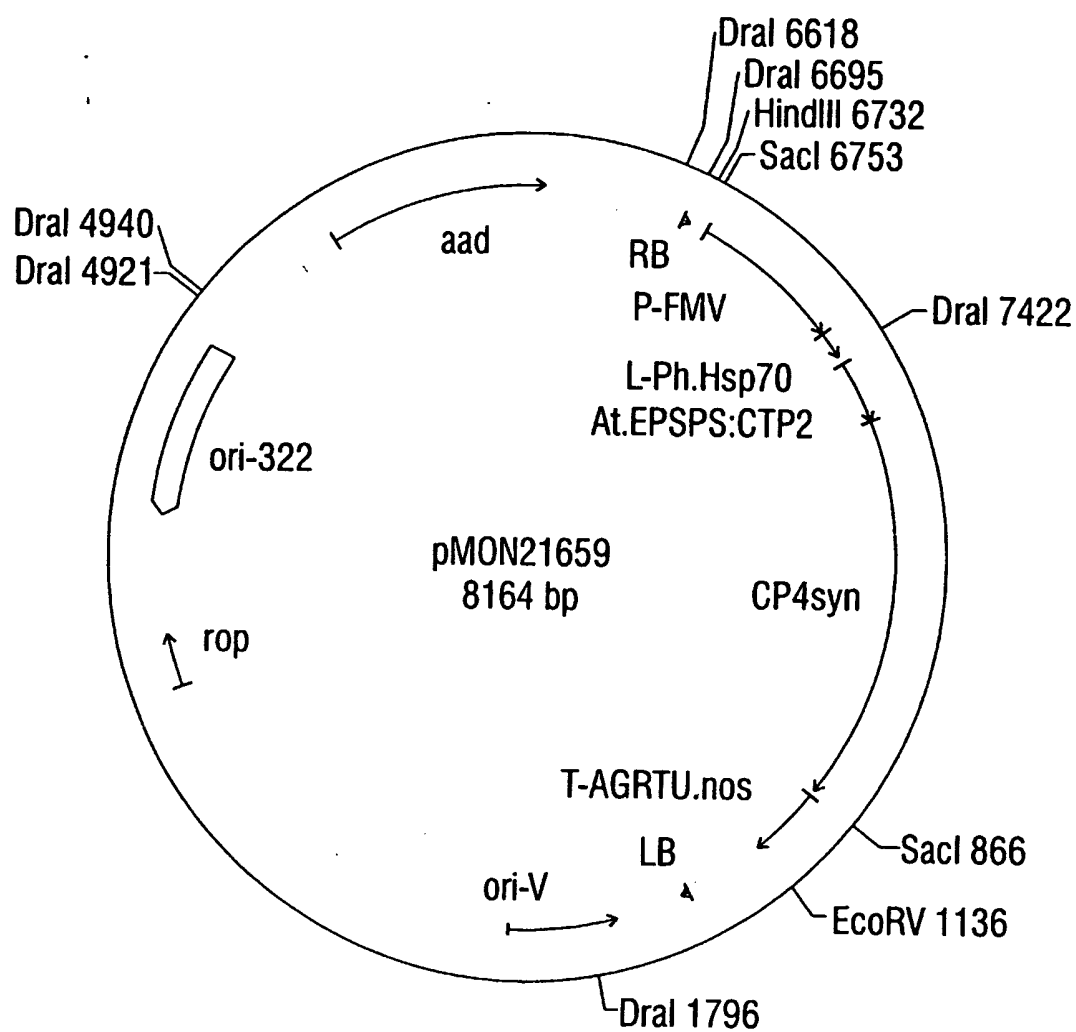 DraI 6618
DraI 6695
HindIII 6732
SacI 6753
DraI 4940
DraI 4921
aad
RB
P-FMV
DraI 7422
L-Ph.Hsp70
At.EPSPS:CTP2
ori-322
pMON21659
8164 bp
CP4syn
rop
T-AGRTU.nos
LB
SacI 866
ori-V
EcoRV 1136
DraI 1796